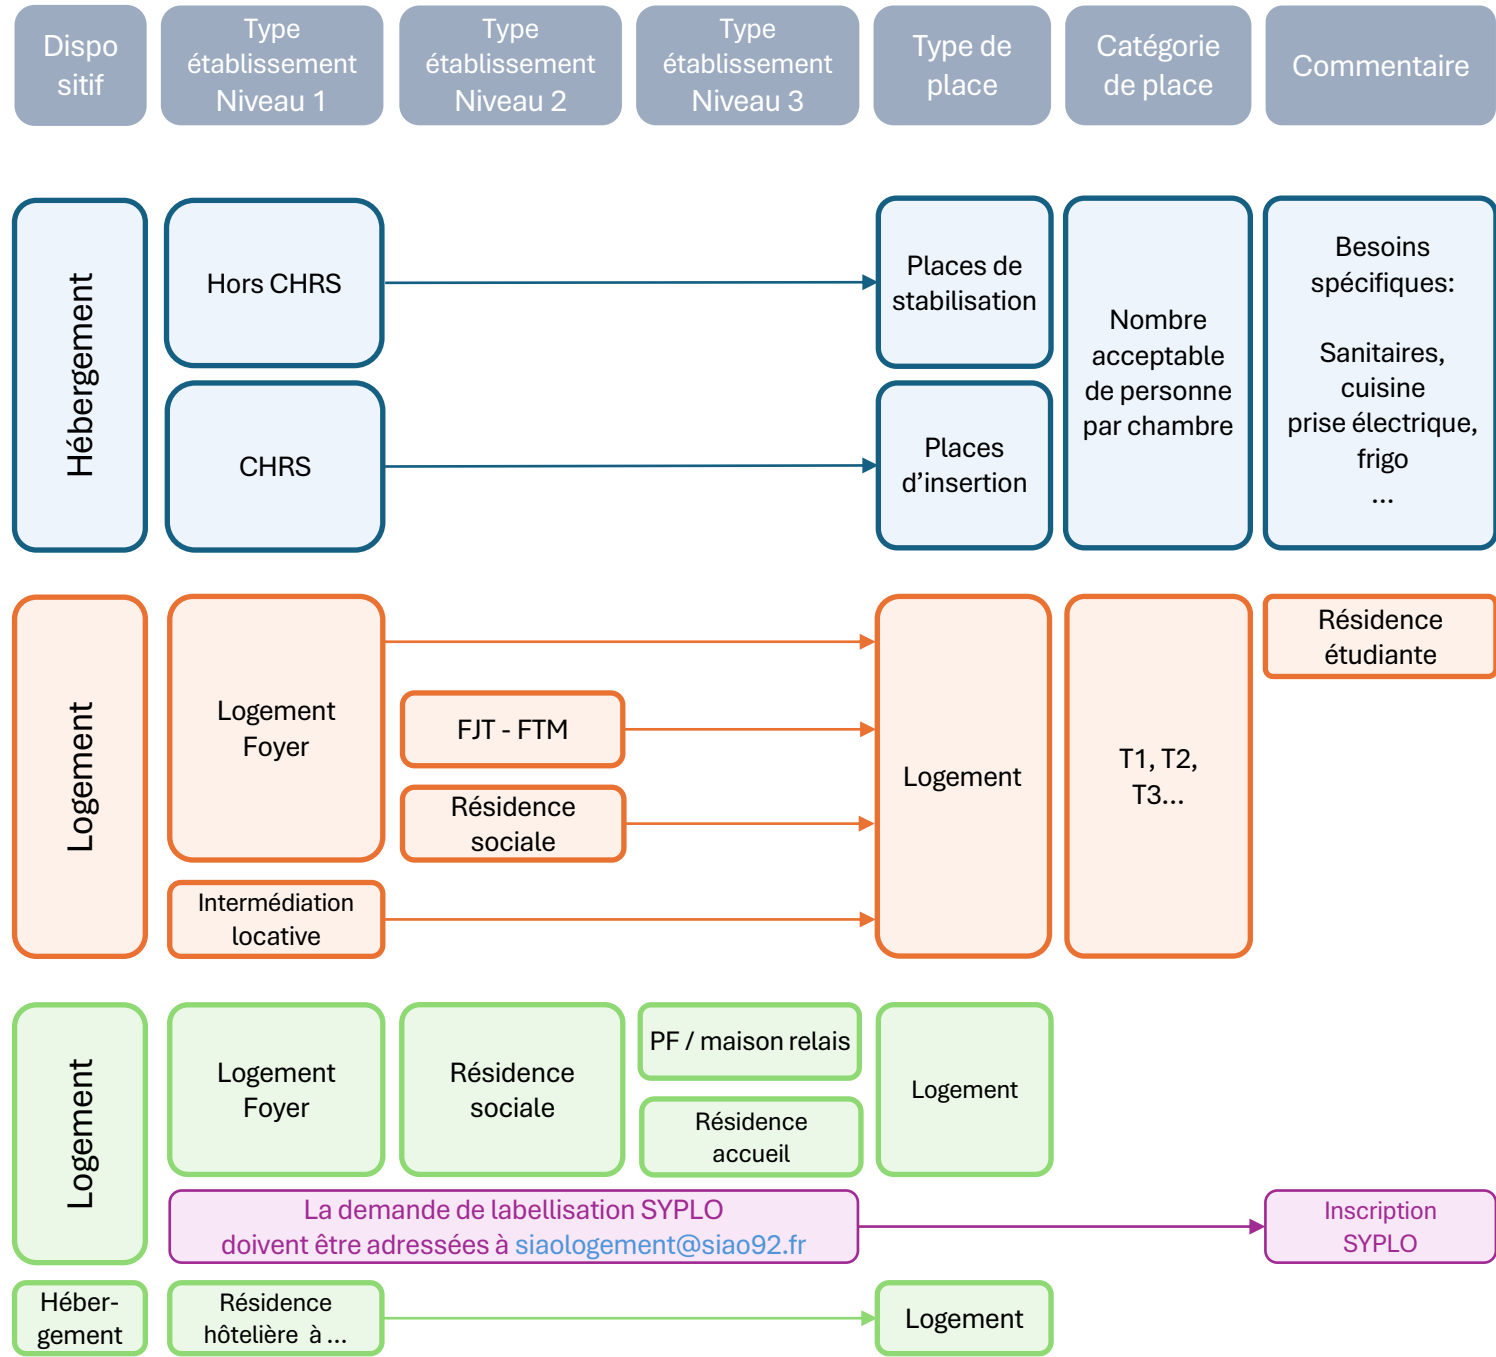 Dispo
sitif
Type
établissement
Niveau 1
Type
établissement
Niveau 2
Type
établissement
Niveau 3
Type de
place
Catégorie
de place
Commentaire
Hébergement
Hors CHRS
Places de
stabilisation
CHRS
Places
d’insertion
Nombre
acceptable
de personne
par chambre
Besoins
spécifiques:
Sanitaires,
cuisine
prise électrique,
frigo
...
Logement
Logement
Foyer
FJT - FTM
Résidence
sociale
Intermédiation
locative
Logement
T1, T2,
T3...
Résidence
étudiante
Logement
Logement
Foyer
Résidence
sociale
PF / maison relais
Résidence
accueil
Logement
La demande de labellisation SYPLO
doivent être adressées à siaologement@siao92.fr
Inscription
SYPLO
Héber-
gement
Résidence
hôtelière à ...
Logement